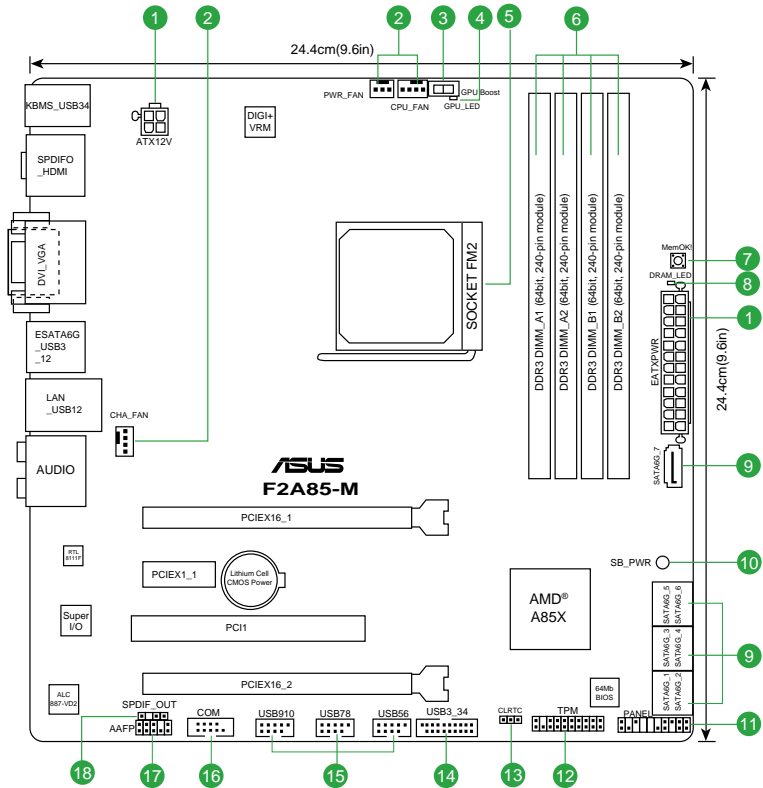 1
2
2
3
4
5
6
24.4cm(9.6in)
KBMS_USB34
ATX12V
DIGI+
VRM
PWR_FAN
CPU_FAN
GPU Boost
GPU_LED
SPDIFO
_HDMI
DVI_VGA
SOCKET FM2
DDR3 DIMM_A1 (64bit, 240-pin module)
DDR3 DIMM_A2 (64bit, 240-pin module)
DDR3 DIMM_B1 (64bit, 240-pin module)
DDR3 DIMM_B2 (64bit, 240-pin module)
MemOK!
7
DRAM_LED
8
1
EATXPWR
24.4cm(9.6in)
ESATA6G
_USB3
_12
LAN
_USB12
CHA_FAN
AUDIO
SATA6G_7
9
ASUS
F2A85-M
PCIEX16_1
RTL
8111F
PCIEX1_1
Lithium Cell
CMOS Power
SB_PWR
10
AMD®
A85X
SATA6G_5
SATA6G_6
Super
I/O
PCI1
SATA6G_3
SATA6G_4
9
ALC
887-VD2
PCIEX16_2
64Mb
BIOS
SATA6G_1
SATA6G_2
SPDIF_OUT
AAFP
COM
USB910
USB78
USB56
USB3_34
CLRTC
TPM
PANEL
11
18
17
16
15
14
13
12